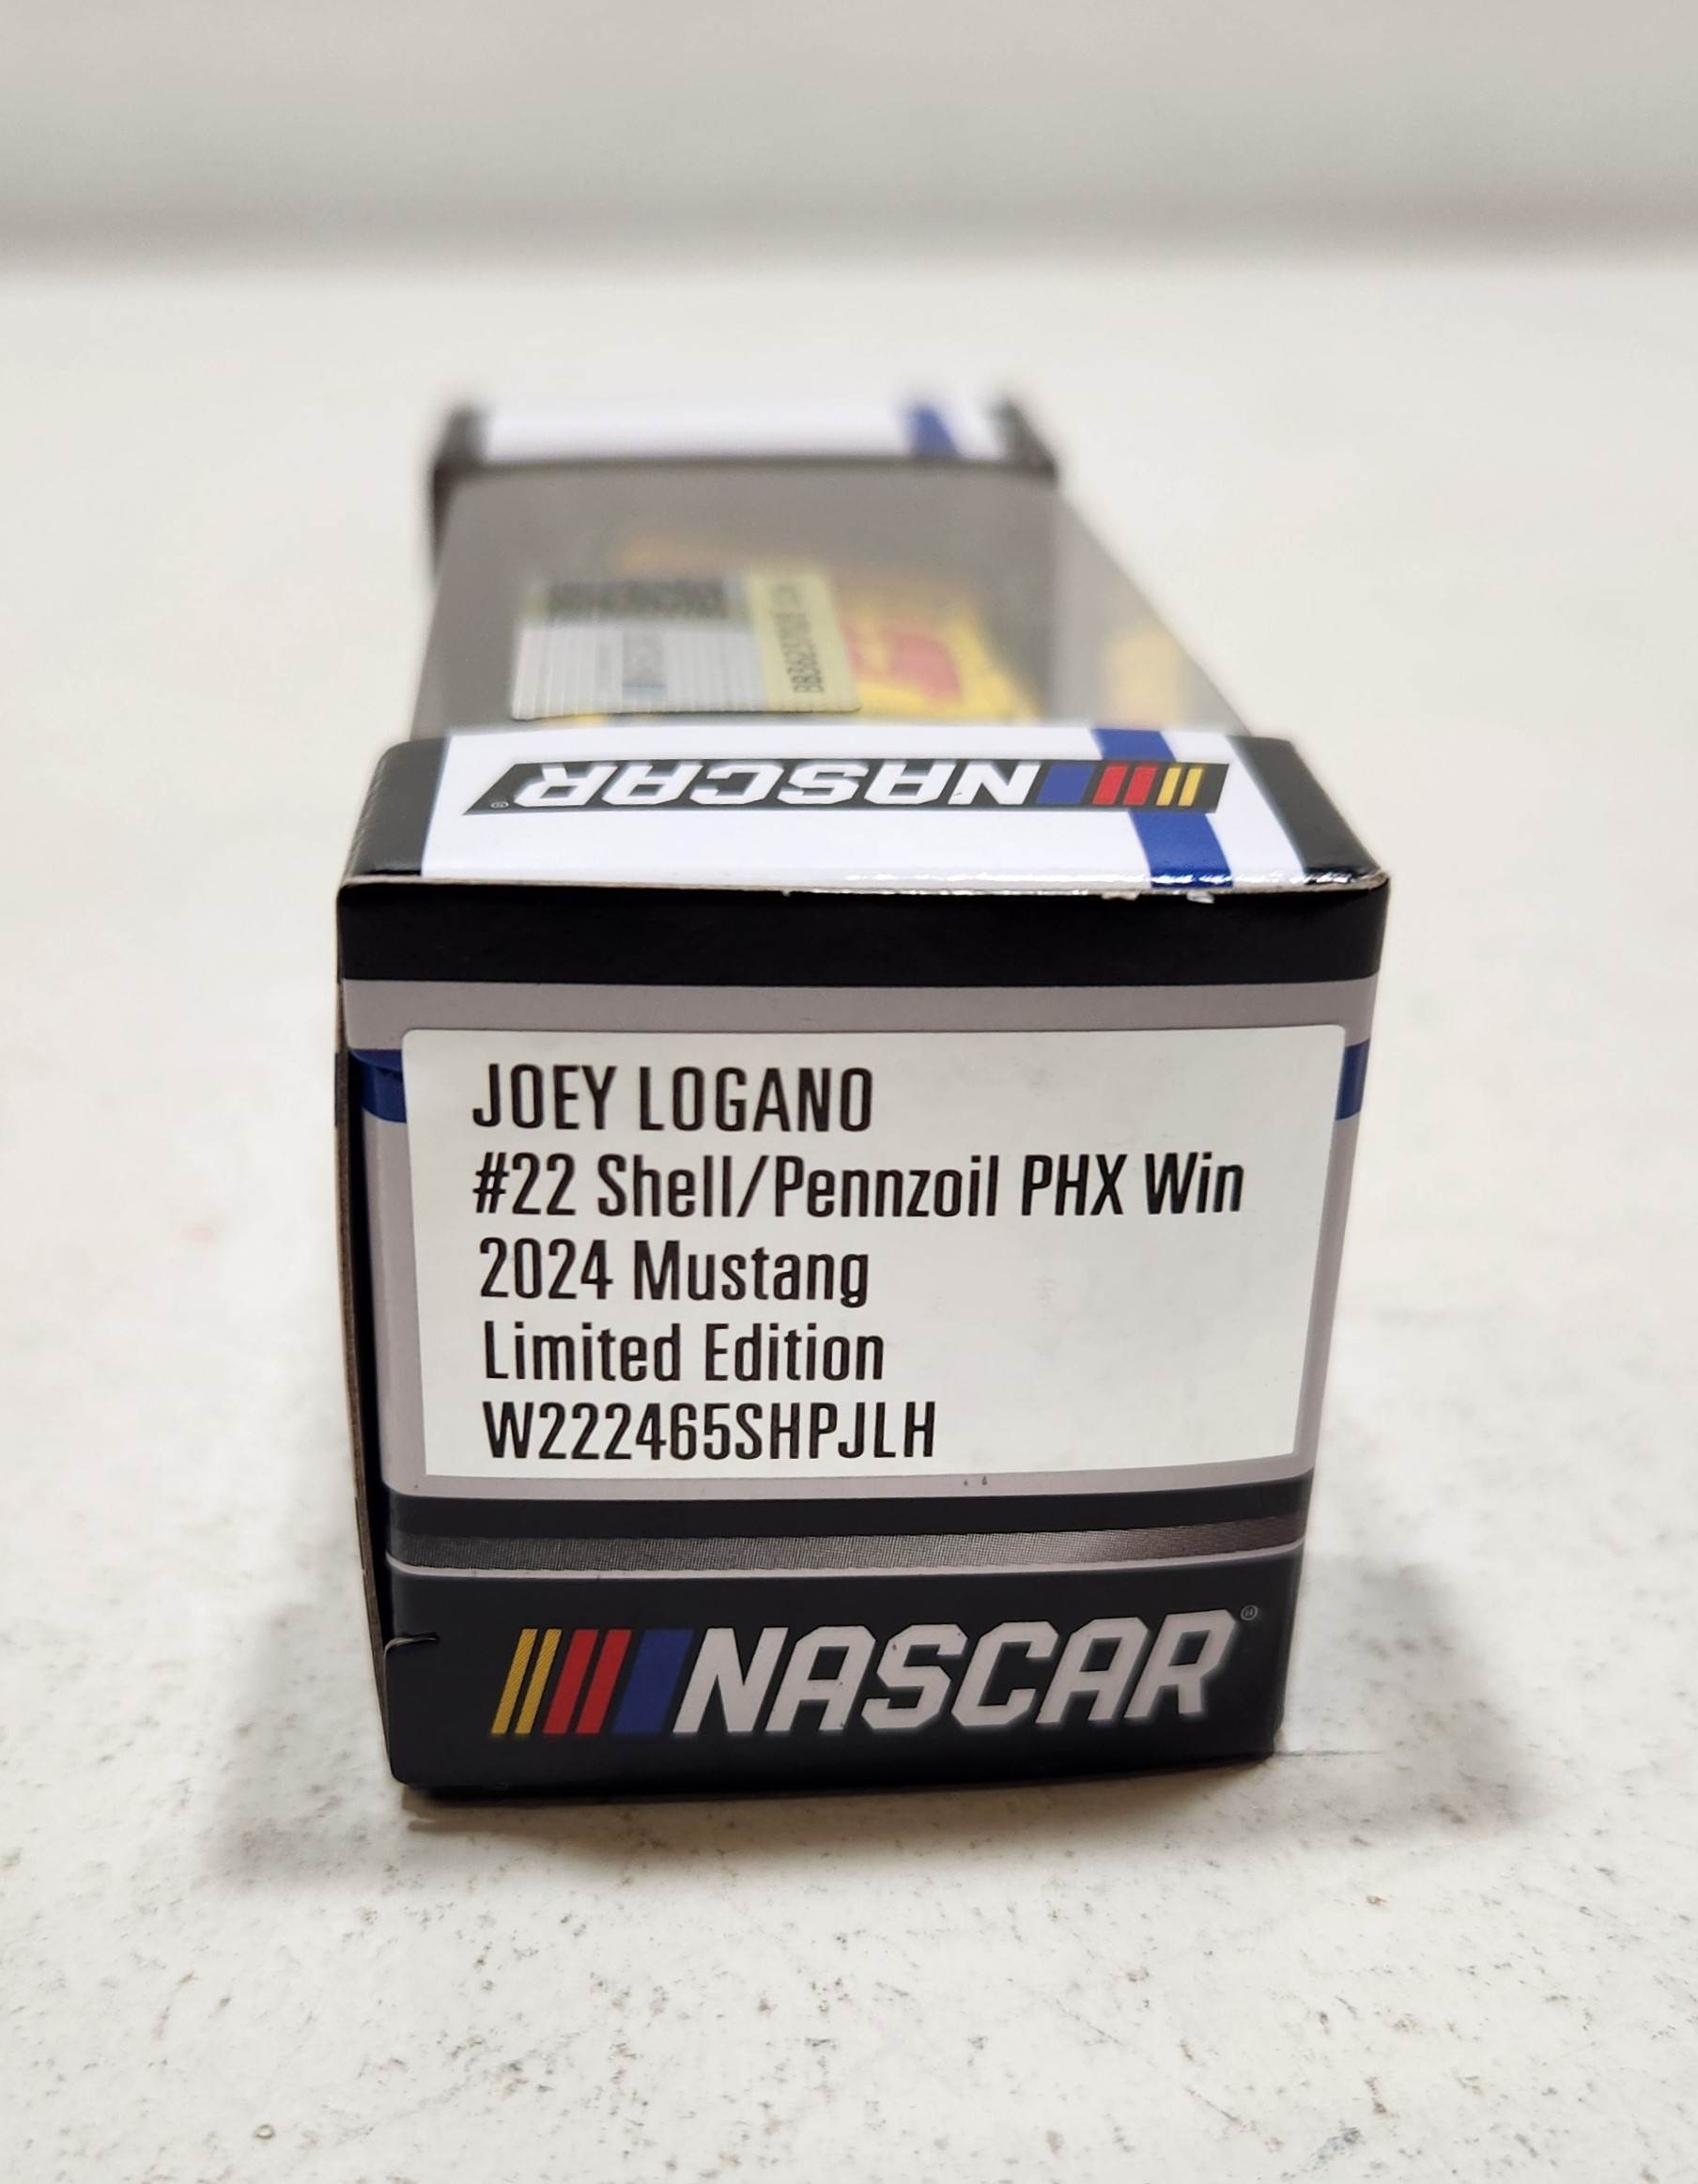 NASCAR
JOEY LOGANO
#22 Shell/Pennzoil PHX Win
2024 Mustang
Limited Edition
W222465SHPJLH
NASCAR